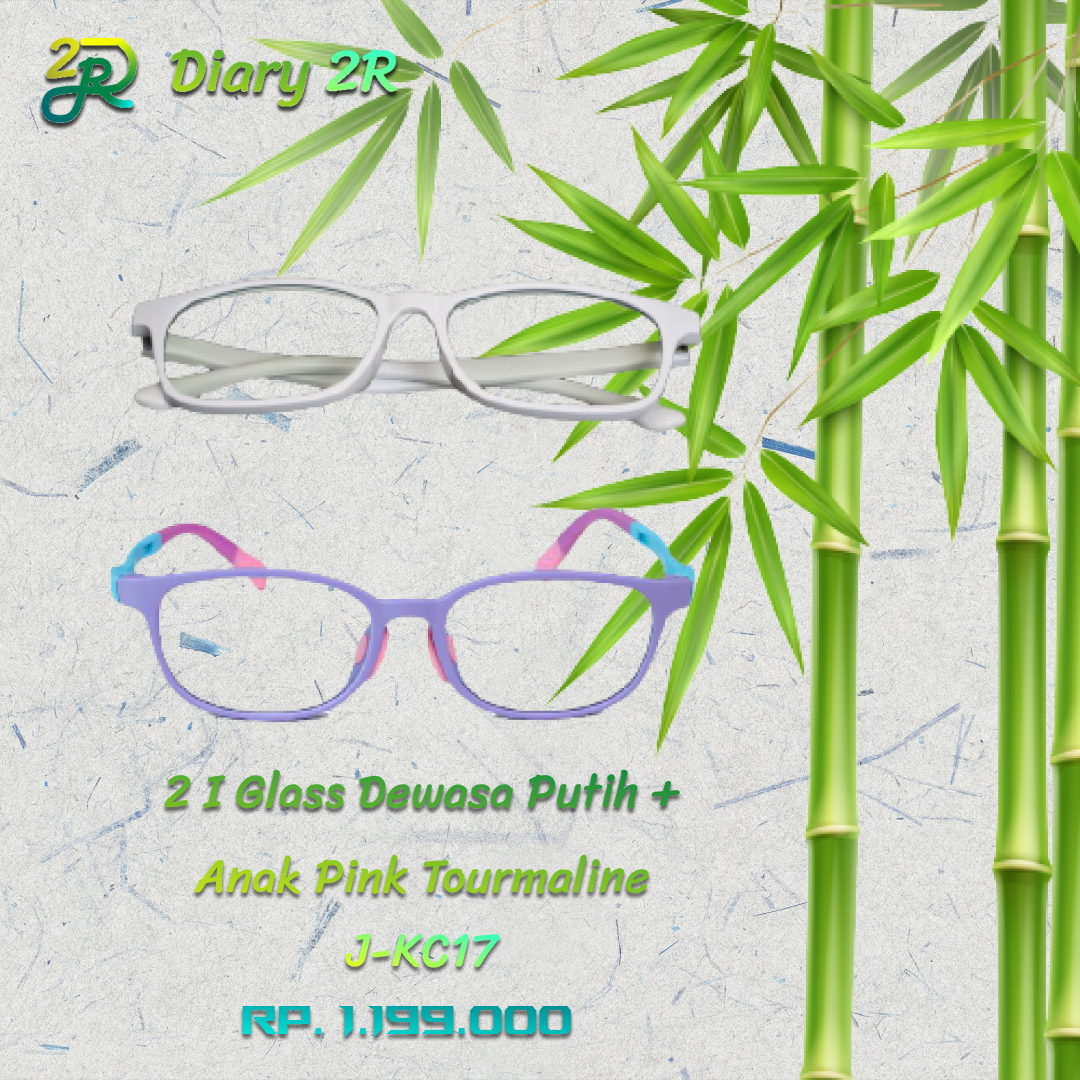 2R Diary 2R
2 I Glass Dewasa Putih +
Anak Pink Tourmaline
J-KC17
RP. 1.199.000